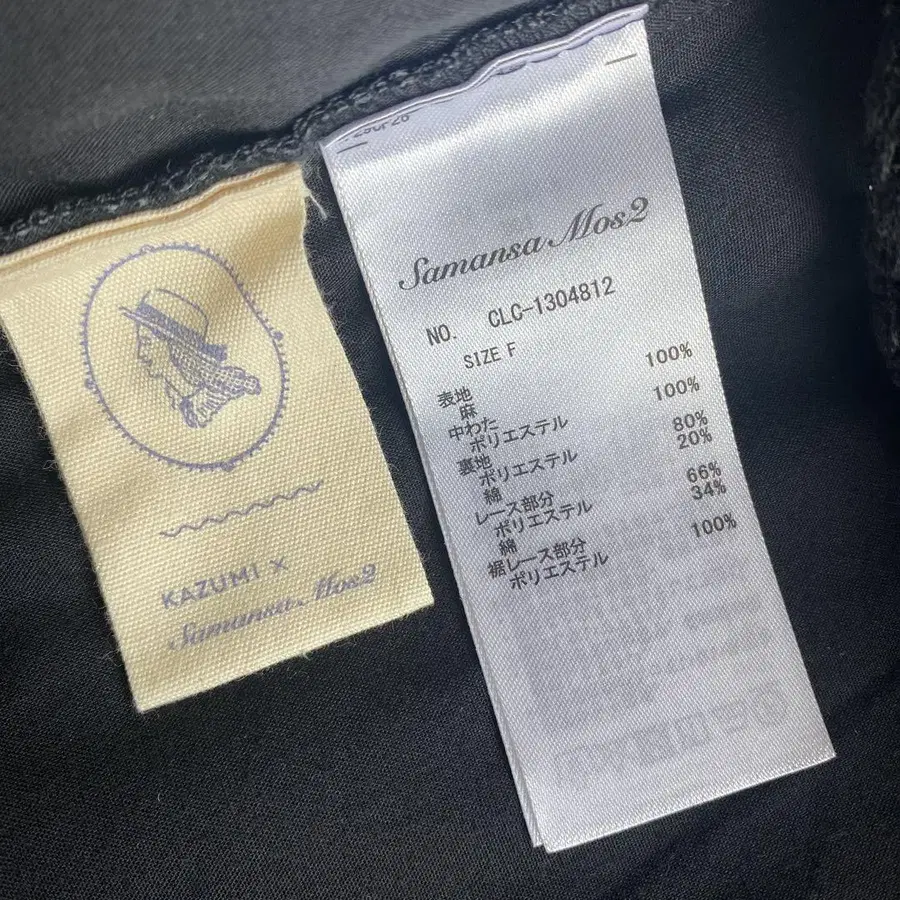 KAZUMI ×
Samansa Mos2
Samansa Mos2
NO. CLC-1304812
SIZE F
表地
麻 100%
中わた
ポリエステル 100%
裏地
ポリエステル 80%
綿 20%
レース部分
ポリエステル 66%
綿 34%
裾レース部分
ポリエステル 100%